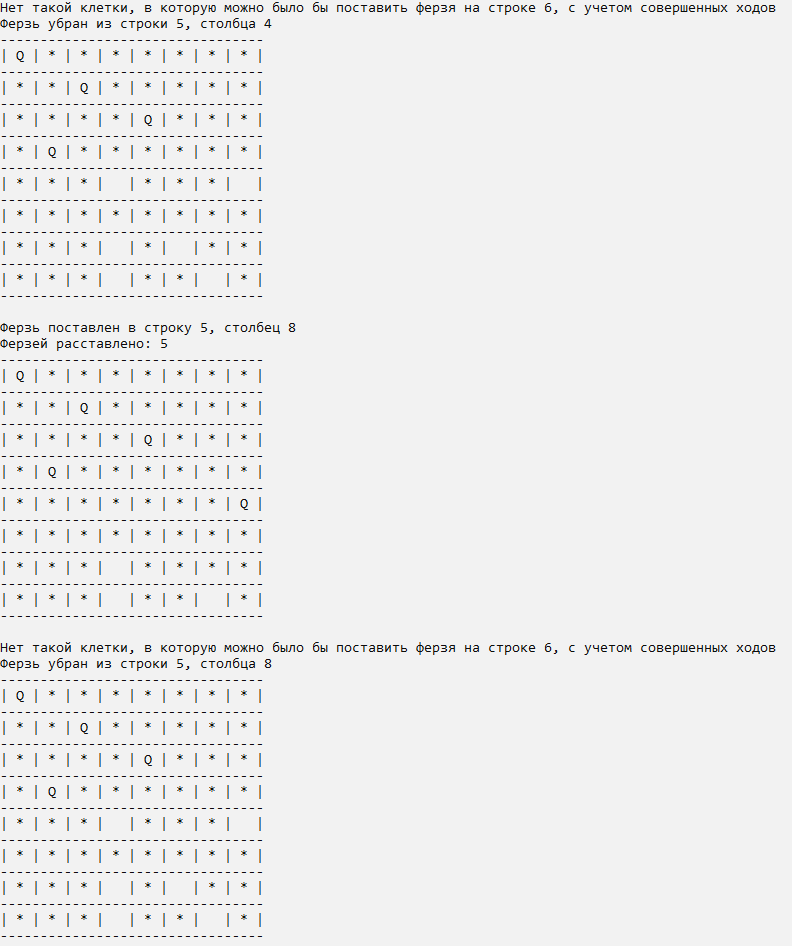 Нет такой клетки, в которую можно было бы поставить ферзя на строке 6, с учетом совершенных ходов
Ферзь убран из строки 5, столбца 4
---------------------------------
| Q | * | * | * | * | * | * | * |
---------------------------------
| * | * | Q | * | * | * | * | * |
---------------------------------
| * | * | * | * | Q | * | * | * |
---------------------------------
| * | Q | * | * | * | * | * | * |
---------------------------------
| * | * | * |   | * | * | * |   |
---------------------------------
| * | * | * | * | * | * | * | * |
---------------------------------
| * | * | * |   | * |   | * | * |
---------------------------------
| * | * | * |   | * | * |   | * |
---------------------------------
Ферзь поставлен в строку 5, столбец 8
Ферзей расставлено: 5
---------------------------------
| Q | * | * | * | * | * | * | * |
---------------------------------
| * | * | Q | * | * | * | * | * |
---------------------------------
| * | * | * | * | Q | * | * | * |
---------------------------------
| * | Q | * | * | * | * | * | * |
---------------------------------
| * | * | * | * | * | * | * | Q |
---------------------------------
| * | * | * | * | * | * | * | * |
---------------------------------
| * | * | * |   | * | * | * | * |
---------------------------------
| * | * | * |   | * | * |   | * |
---------------------------------
Нет такой клетки, в которую можно было бы поставить ферзя на строке 6, с учетом совершенных ходов
Ферзь убран из строки 5, столбца 8
---------------------------------
| Q | * | * | * | * | * | * | * |
---------------------------------
| * | * | Q | * | * | * | * | * |
---------------------------------
| * | * | * | * | Q | * | * | * |
---------------------------------
| * | Q | * | * | * | * | * | * |
---------------------------------
| * | * | * |   | * | * | * |   |
---------------------------------
| * | * | * | * | * | * | * | * |
---------------------------------
| * | * | * |   | * |   | * | * |
---------------------------------
| * | * | * |   | * | * |   | * |
---------------------------------